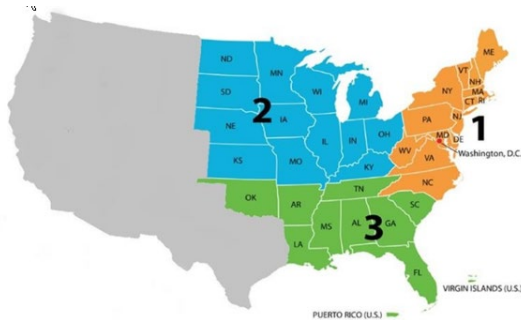 ND
MN
SD
WI
MI
NE
IA
2
IL
IN
OH
KS
MO
KY
ME
VT
NH
NY
MA
CT
RI
PA
NJ
1
MD
DE
WV
VA
Washington, D.C.
NC
OK
AR
TN
SC
MS
AL
GA
3
LA
FL
VIRGIN ISLANDS (U.S.)
PUERTO RICO (U.S.)